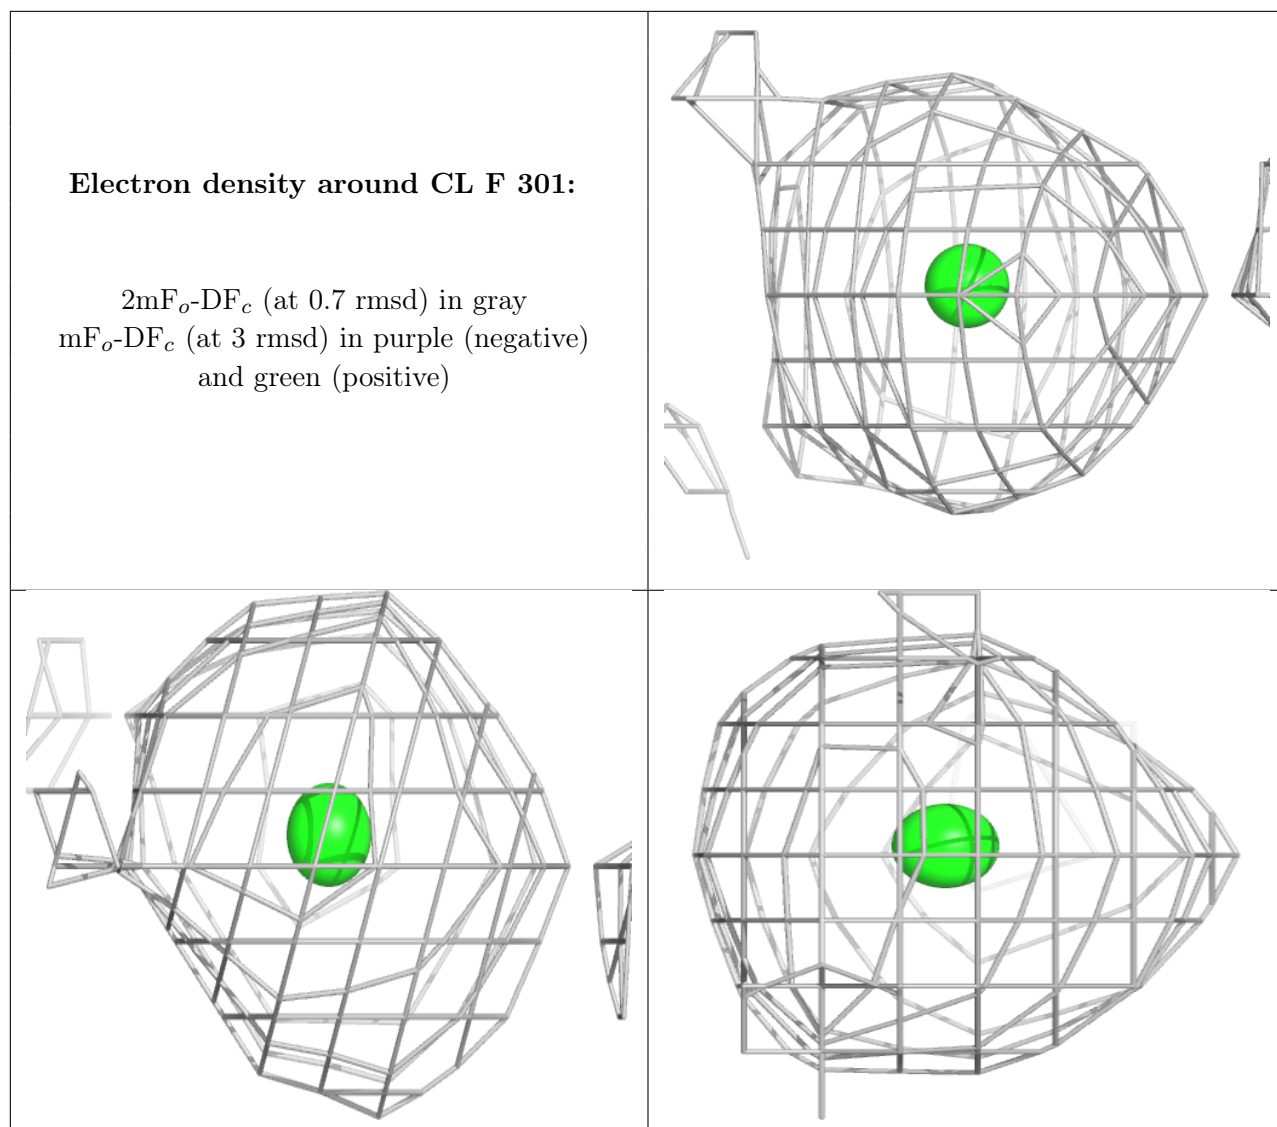 Electron density around CL F 301:
2mFo-DFc (at 0.7 rmsd) in gray
mFo-DFc (at 3 rmsd) in purple (negative)
and green (positive)